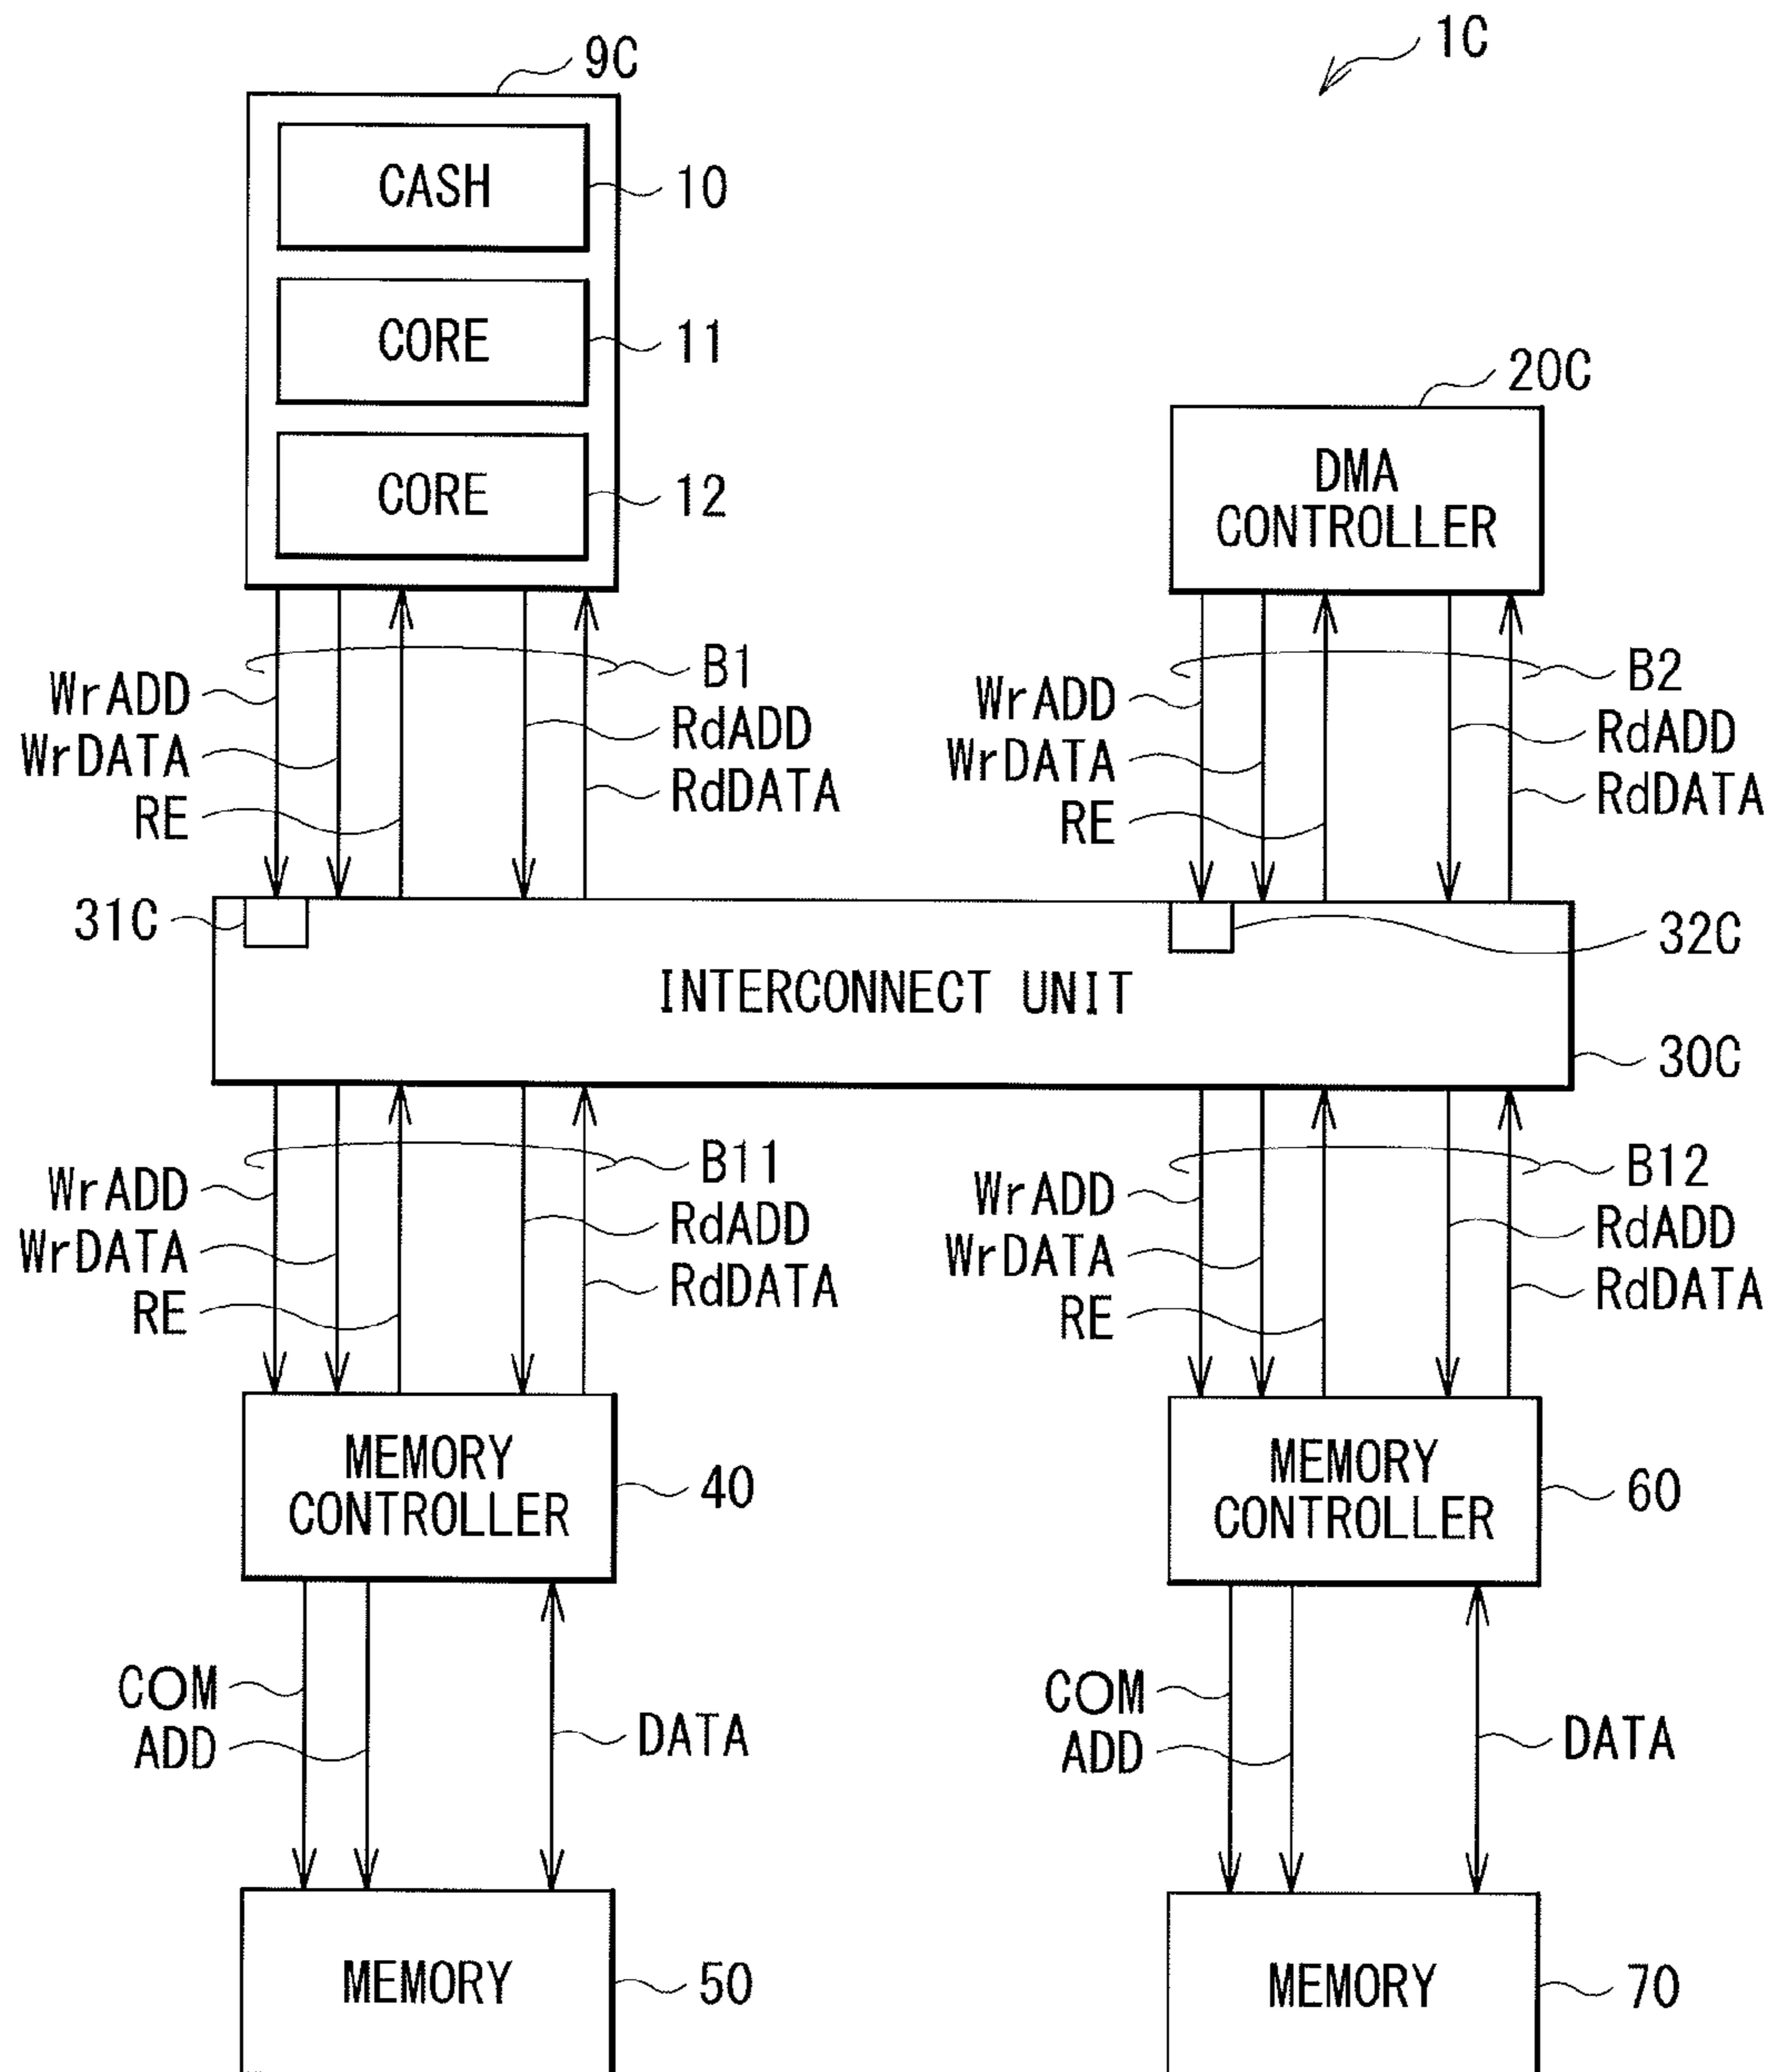 1C
9C
CASH
10
CORE
11
CORE
12
20C
DMA
CONTROLLER
B1
WrADD
WrDATA
RE
RdADD
RdDATA
B2
WrADD
WrDATA
RE
RdADD
RdDATA
31C
32C
INTERCONNECT UNIT
30C
B11
WrADD
WrDATA
RE
RdADD
RdDATA
B12
WrADD
WrDATA
RE
RdADD
RdDATA
MEMORY
CONTROLLER
40
MEMORY
CONTROLLER
60
COM
ADD
DATA
COM
ADD
DATA
MEMORY
50
MEMORY
70